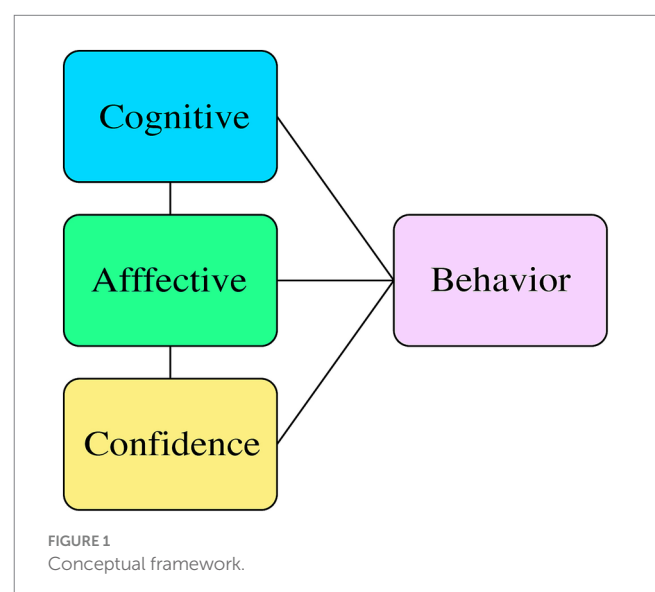 Cognitive
Afffective
Behavior
Confidence
FIGURE 1
Conceptual framework.